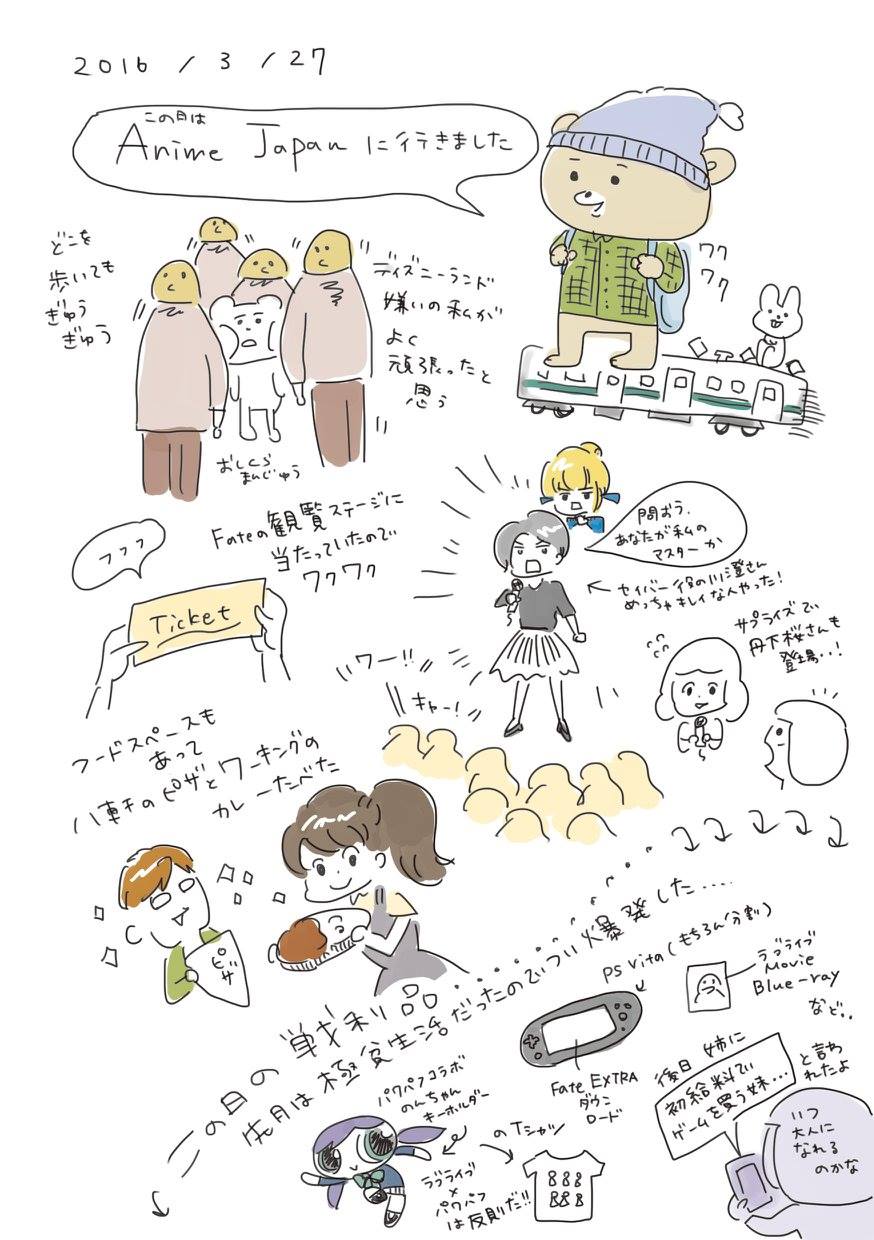 2016 / 3 / 27
この日は
Anime Japan に行きました
ワク
ワク
どこを
歩いても
ぎゅう
ぎゅう
ディズニーランド
嫌いの私が
よく
頑張ったと
思う
おしくら
まんじゅう
フフフ
Ticket
Fateの観覧ステージに
当たっていたので
ワクワク
問おう、
あなたが私の
マスターか
セイバー役の川澄さん
めっちゃキレイな人やった!
サプライズで
丹下桜さんも
登場‥!
ワー!!
キャー!
フードスペースも
あって
八軒のピザとワーキングの
カレーたべた
ピザ
この日の戦利品
先月は極貧生活だったのでつい爆発した....
PS Vita (もちろん分割)
Fate EXTRA
ダウン
ロード
ラブライブ
Movie
Blue-ray
など‥
パワパフコラボ
のんちゃん
キーホルダー
のTシャツ
ラブライブ
×
パワパフ
は反則だ!!
後日 姉に
初給料で
ゲームを買う妹...
と言わ
れたよ
いつ
大人に
なれる
のかな